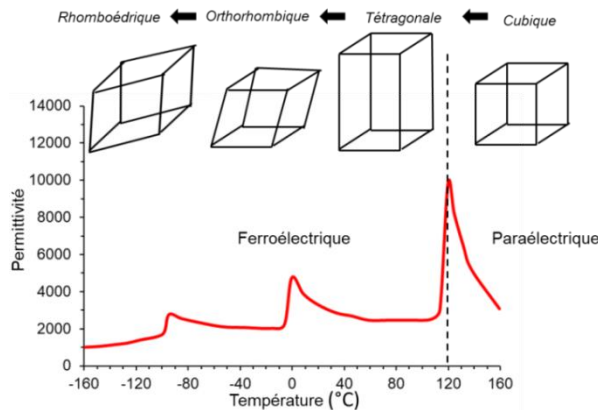 Rhomboédrique Orthorhombique Tétragonale Cubique
14000
12000
10000
8000
6000
4000
2000
0
Permittivité
Ferroélectrique Paraélectrique
-160 -120 -80 -40 0 40 80 120 160
Température (°C)